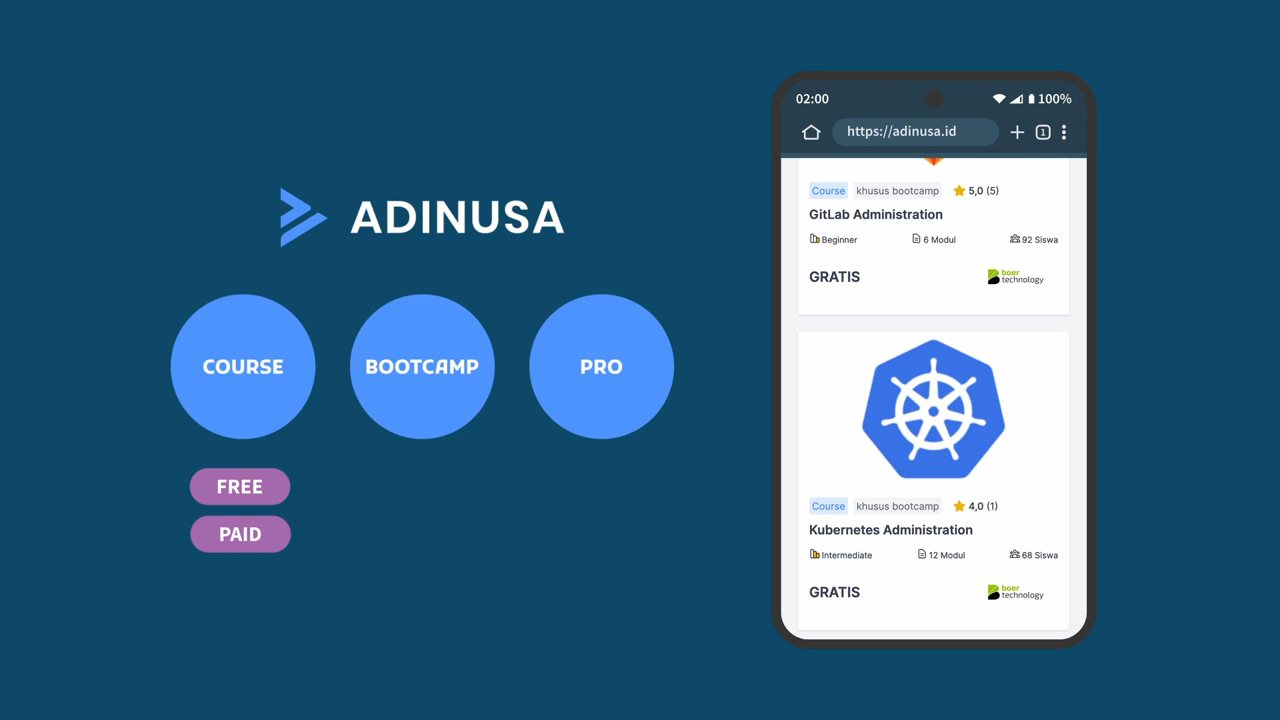 ADINUSA
COURSE
BOOTCAMP
PRO
FREE
PAID
02:00
100%
https://adinusa.id
1
Course khusus bootcamp 5,0 (5)
GitLab Administration
Beginner 6 Modul 92 Siswa
GRATIS
boer
technology
Course khusus bootcamp 4,0 (1)
Kubernetes Administration
Intermediate 12 Modul 68 Siswa
GRATIS
boer
technology